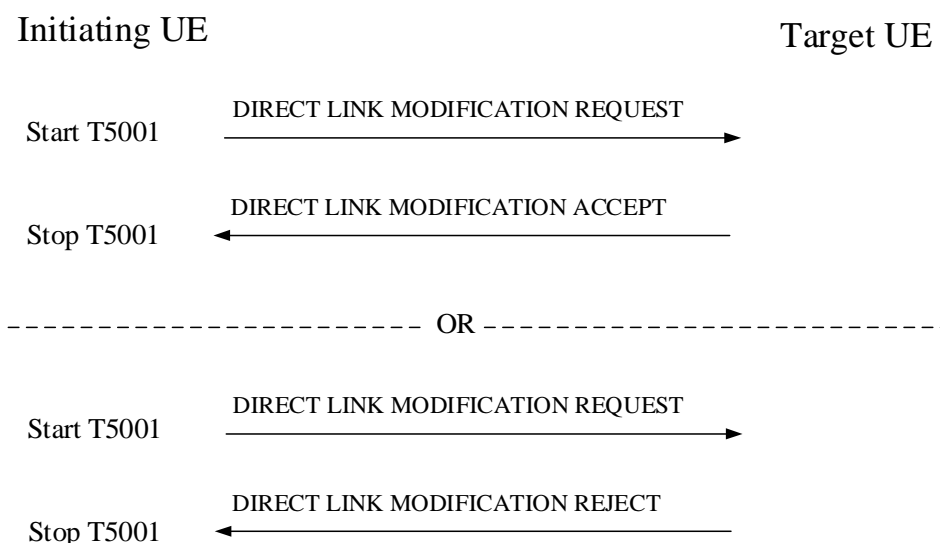 Initiating UE
Target UE
DIRECT LINK MODIFICATION REQUEST
Start T5001
DIRECT LINK MODIFICATION ACCEPT
Stop T5001
OR
DIRECT LINK MODIFICATION REQUEST
Start T5001
DIRECT LINK MODIFICATION REJECT
Stop T5001